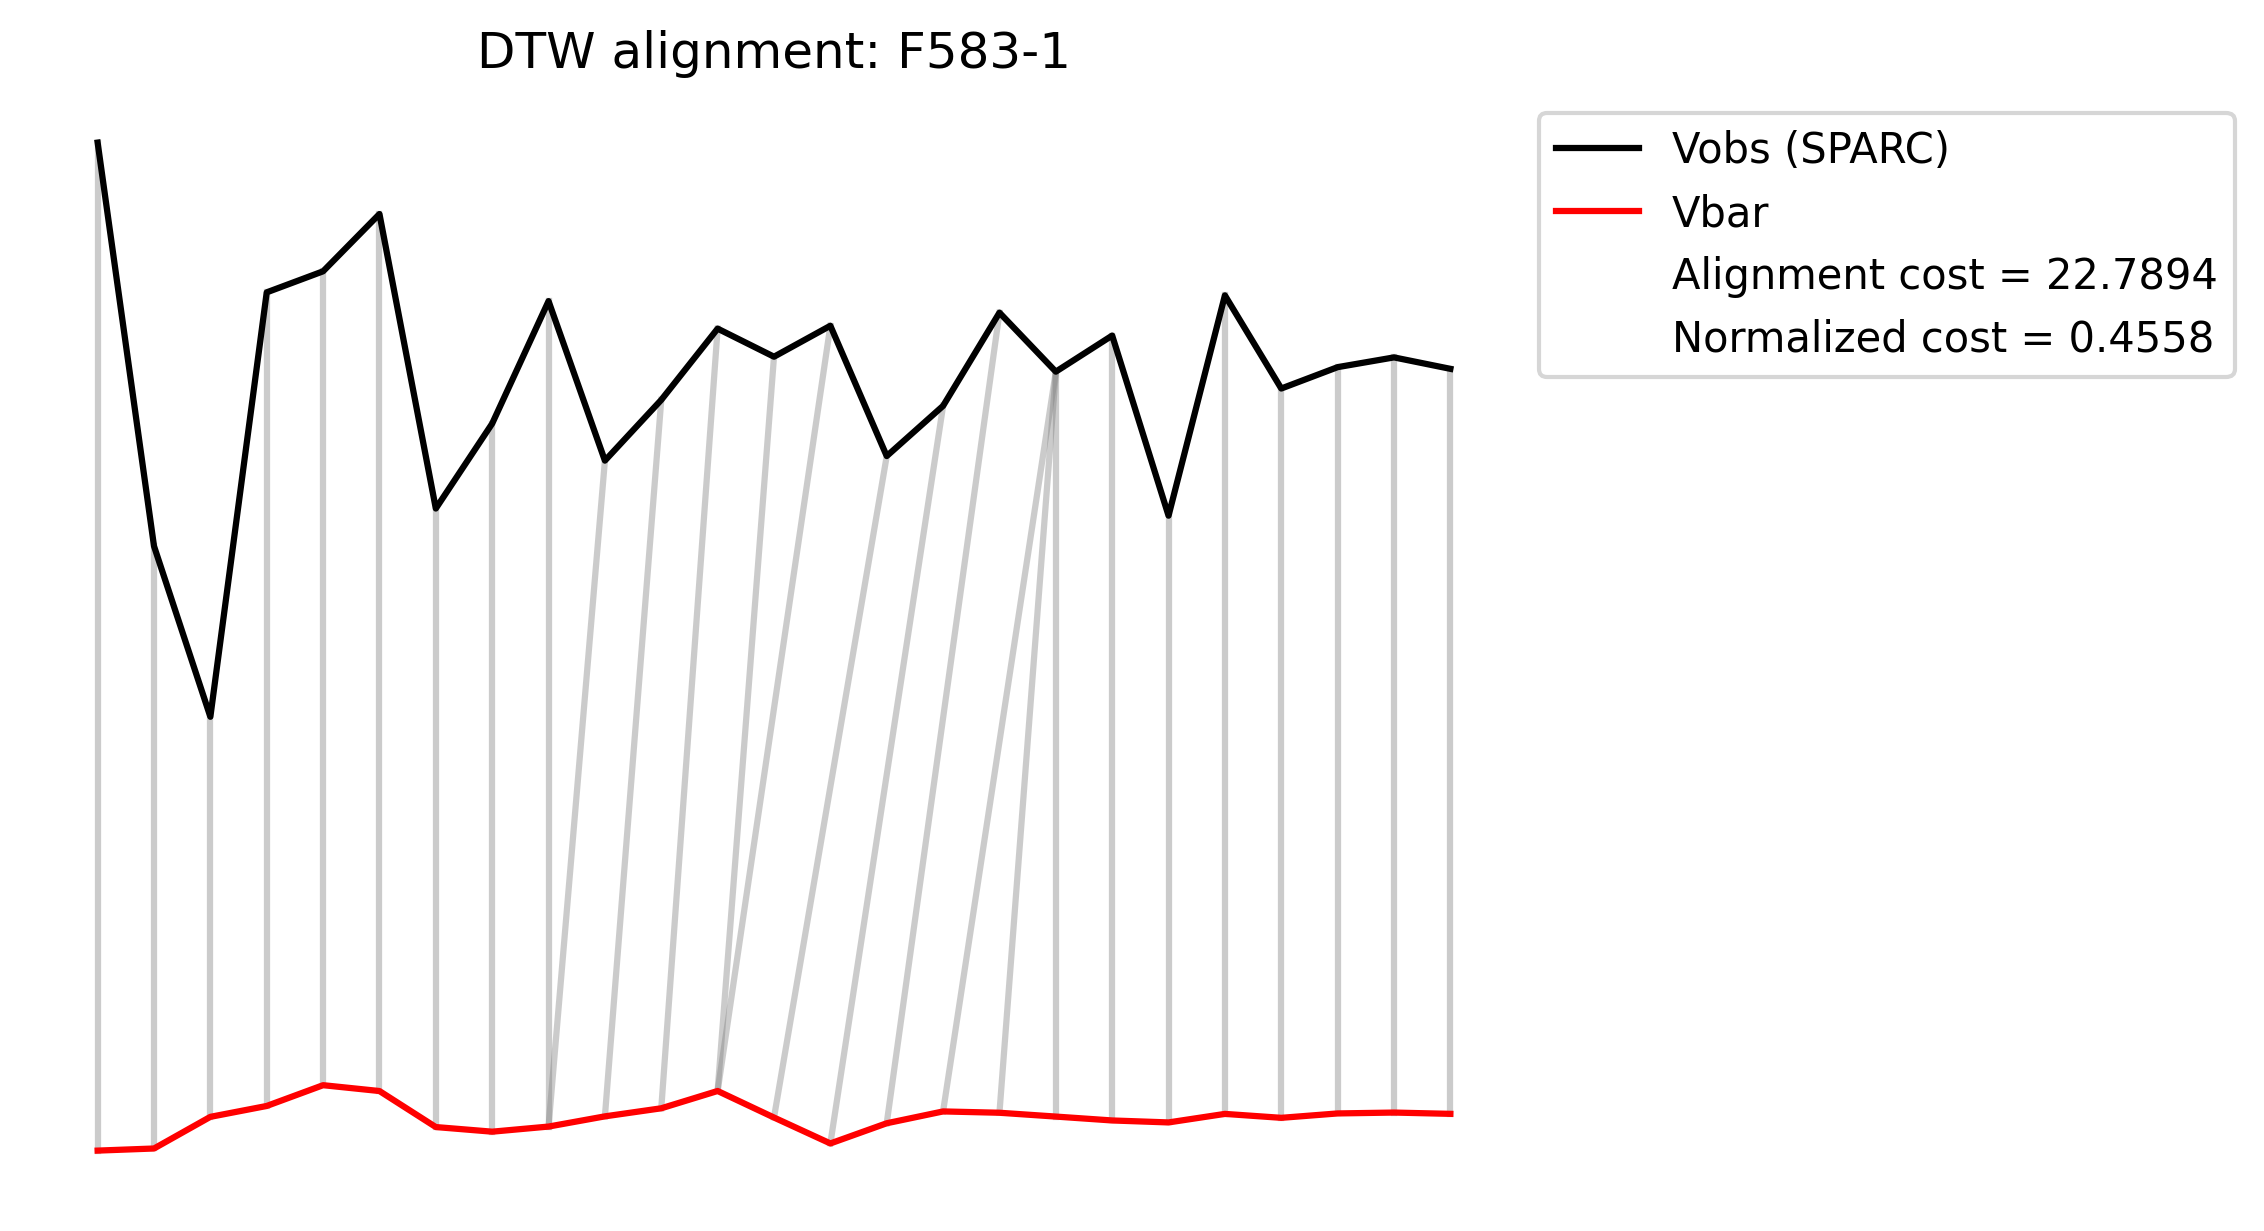 DTW alignment: F583-1
Vobs (SPARC)
Vbar
Alignment cost = 22.7894
Normalized cost = 0.4558